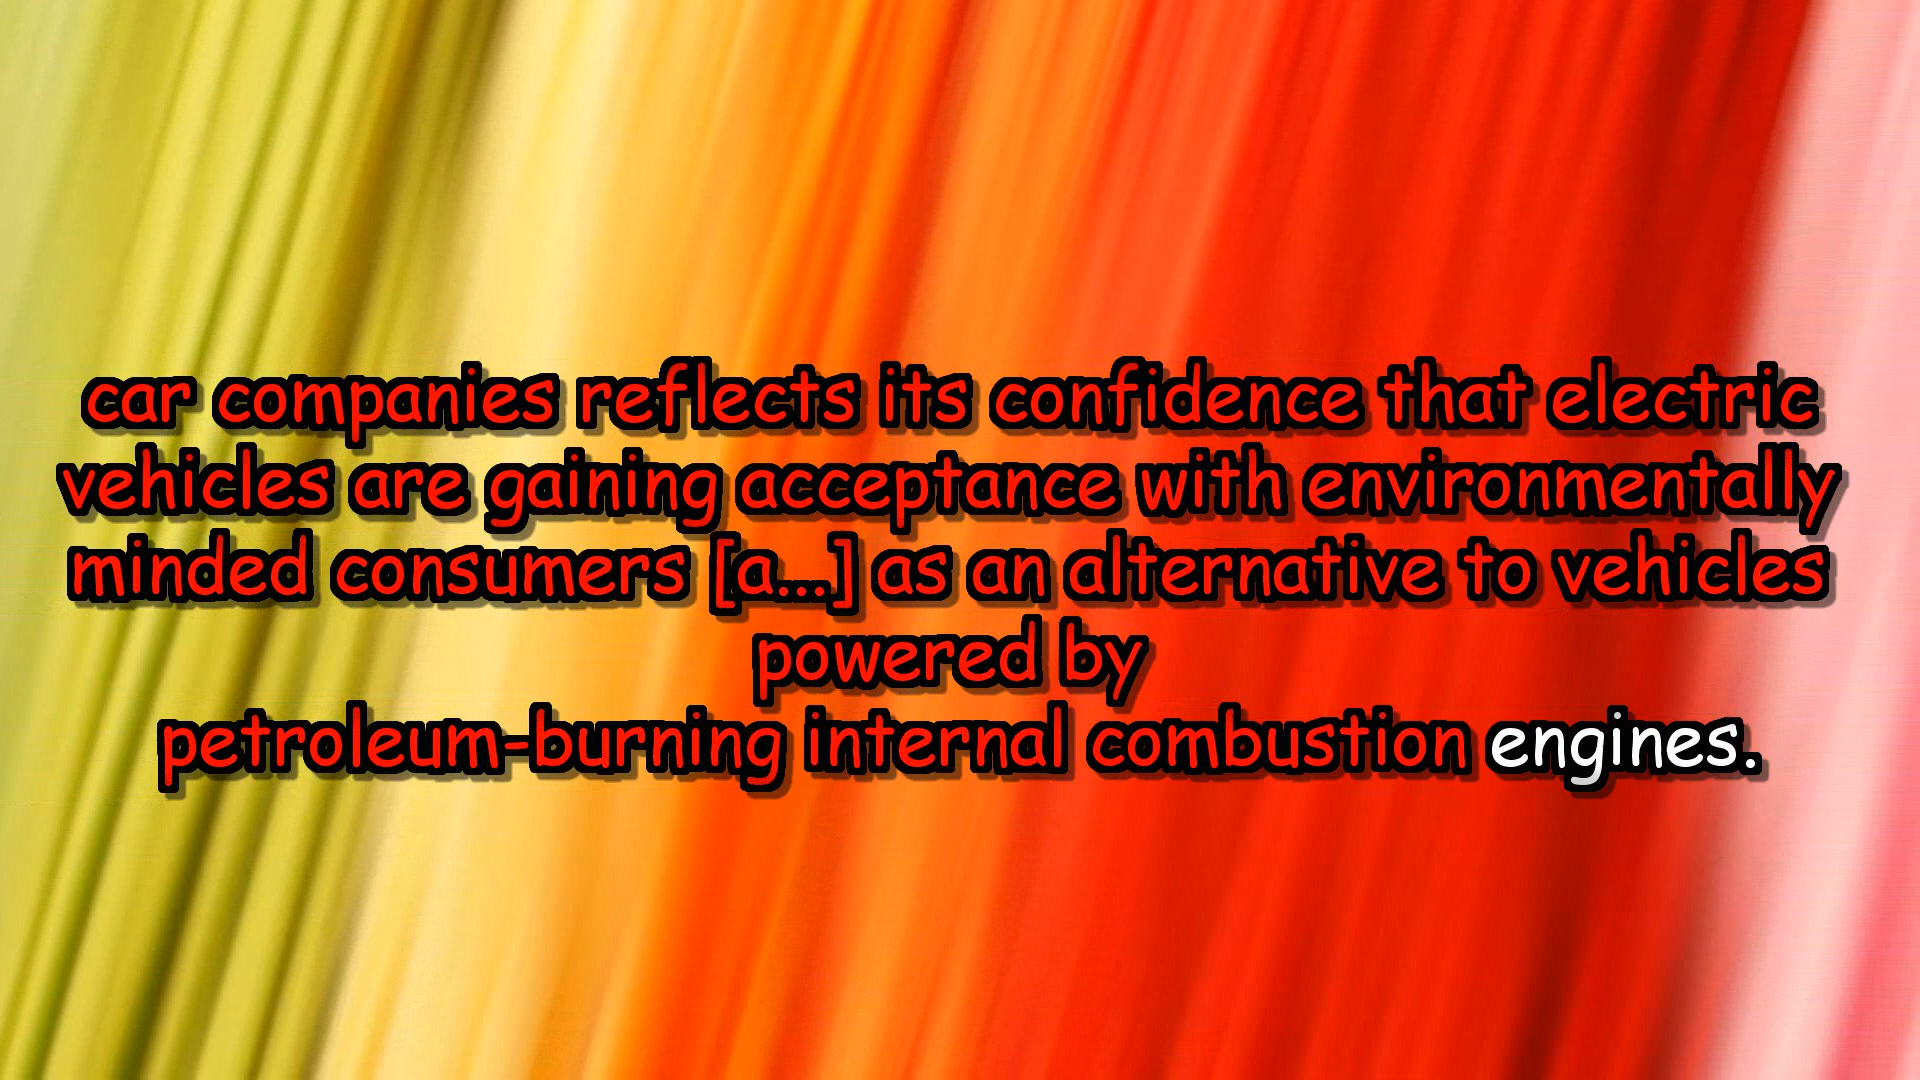 car companies reflects its confidence that electric
vehicles are gaining acceptance with environmentally
minded consumers [a...] as an alternative to vehicles
powered by
petroleum-burning internal combustion engines.